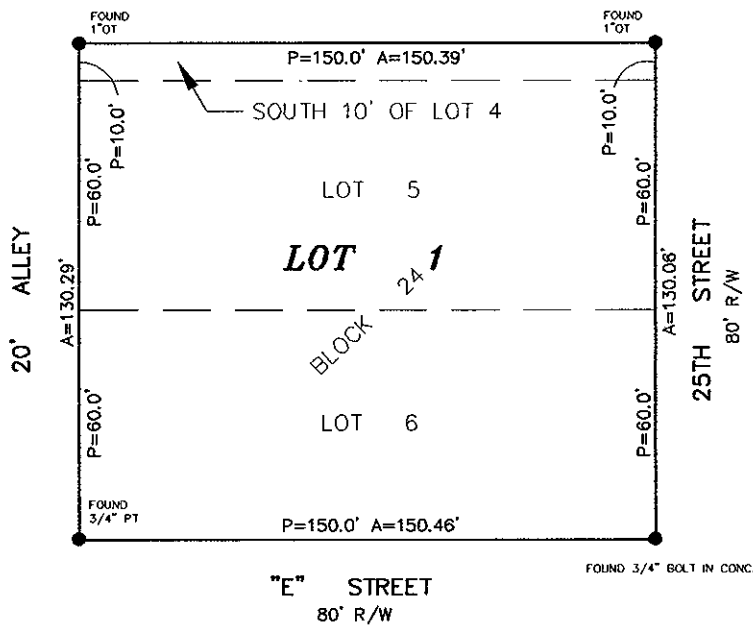 FOUND
1"OT
FOUND
1"OT
P=150.0' A=150.39'
P=10.0'
P=10.0'
SOUTH 10' OF LOT 4
P=60.0'
P=60.0'
LOT 5
LOT 1
BLOCK 24
20' ALLEY
A=130.29'
A=130.06'
25TH STREET
80' R/W
LOT 6
P=60.0'
P=60.0'
FOUND
3/4" PT
P=150.0' A=150.46'
FOUND 3/4" BOLT IN CONC.
"E" STREET
80' R/W